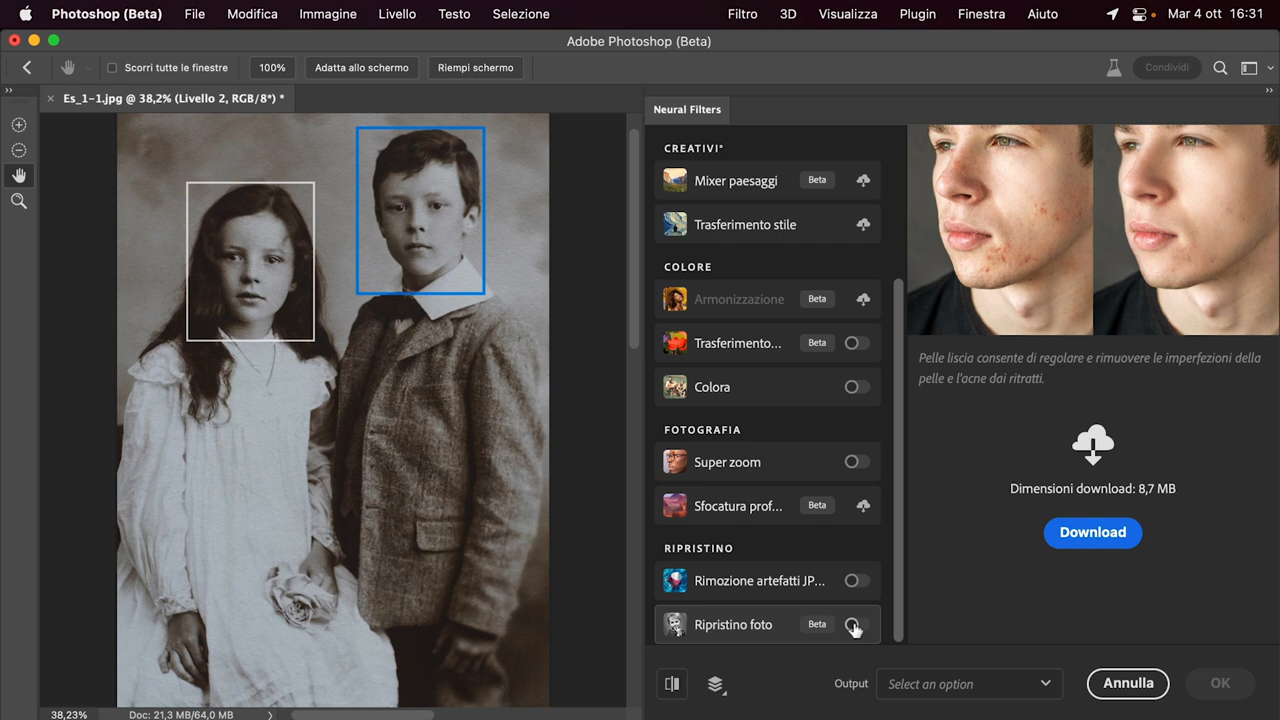 Photoshop (Beta) File Modifica Immagine Livello Testo Selezione Filtro 3D Visualizza Plugin Finestra Aiuto Mar 4 ott 16:31
Adobe Photoshop (Beta)
Scorri tutte le finestre 100% Adatta allo schermo Riempi schermo Condividi
Es_1-1.jpg @ 38,2% (Livello 2, RGB/8*) *
Neural Filters
CREATIVI*
Mixer paesaggi Beta
Trasferimento stile
COLORE
Armonizzazione Beta
Trasferimento... Beta
Colora
FOTOGRAFIA
Super zoom
Sfocatura prof... Beta
RIPRISTINO
Rimozione artefatti JP...
Ripristino foto Beta
Pelle liscia consente di regolare e rimuovere le imperfezioni della
pelle e l'acne dai ritratti.
Dimensioni download: 8,7 MB
Download
Output Select an option Annulla OK
38,23% Doc: 21,3 MB/64,0 MB